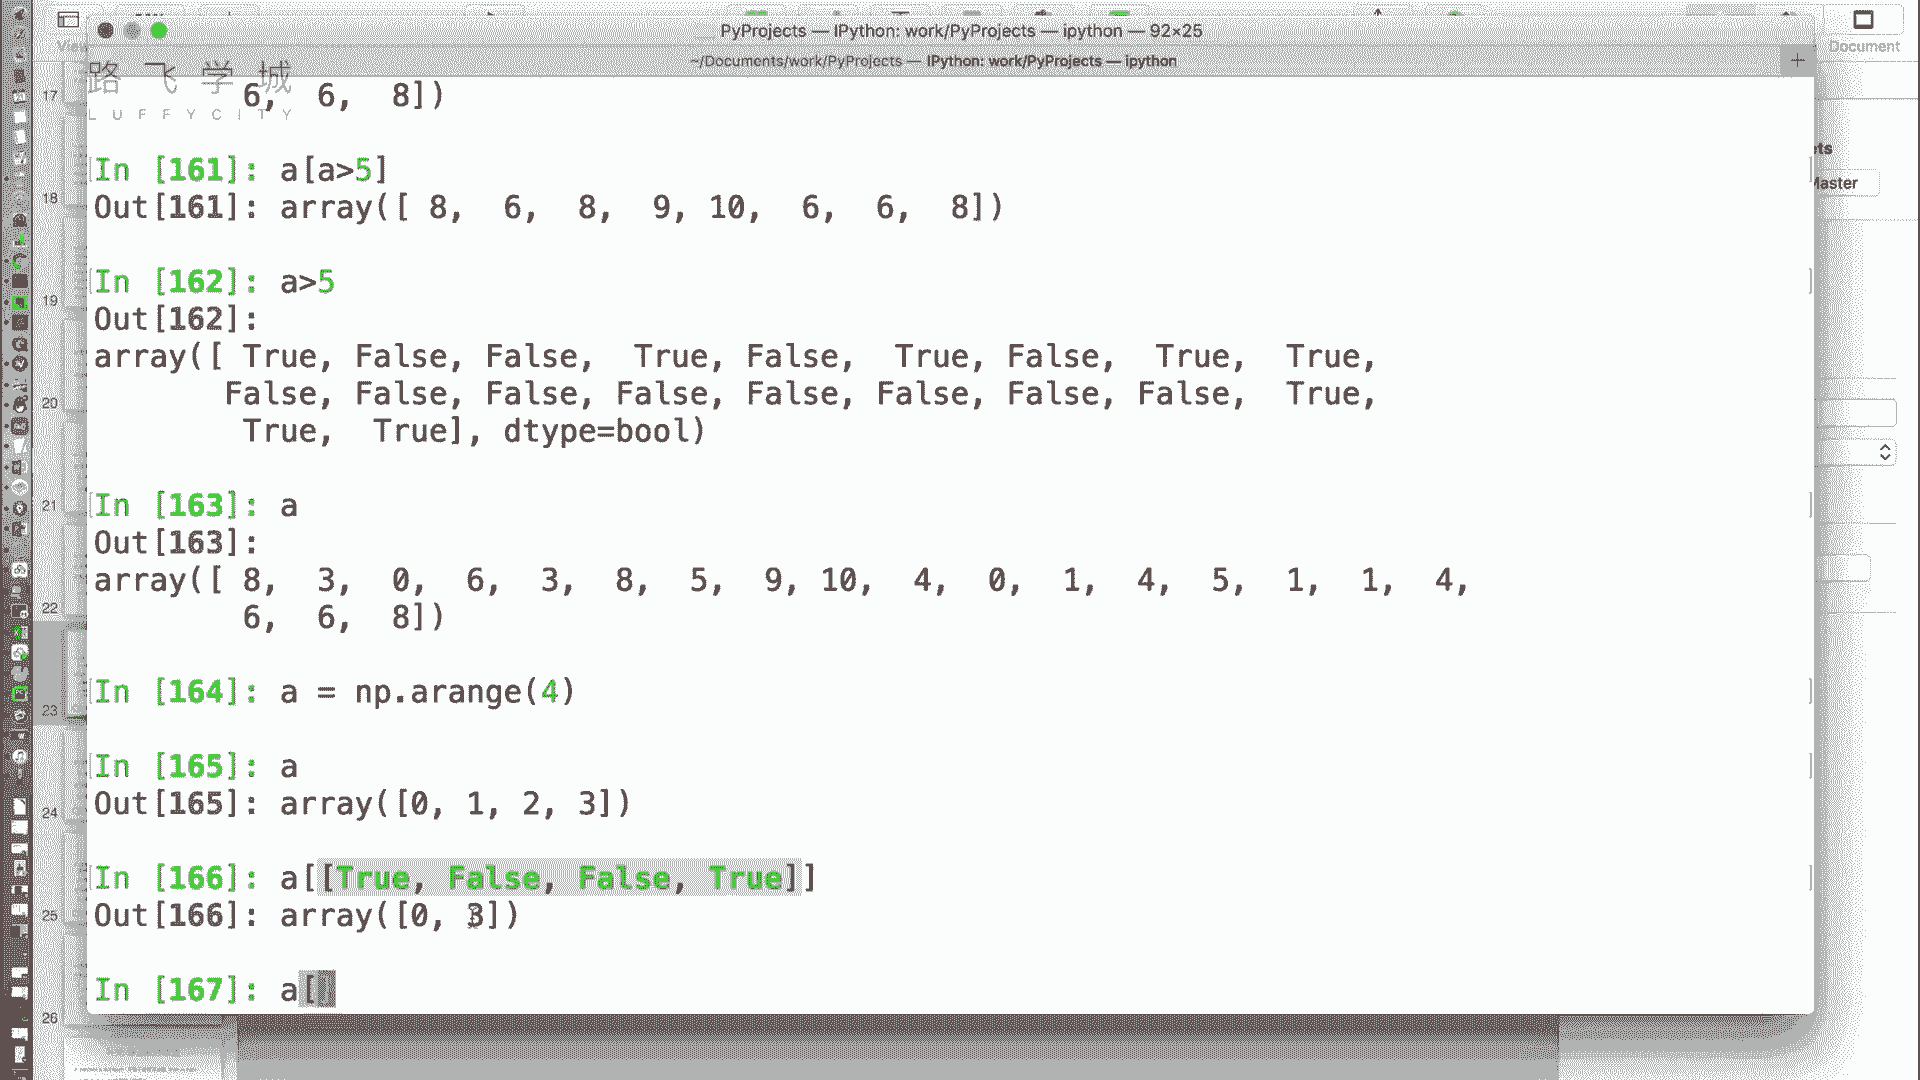 PyProjects — IPython: work/PyProjects — ipython — 92×25
View
Document
~/Documents/work/PyProjects — IPython: work/PyProjects — ipython
+
路飞学城
LUFFYCITY
6, 6, 8])
In [161]: a[a>5]
Out[161]: array([ 8, 6, 8, 9, 10, 6, 6, 8])
In [162]: a>5
Out[162]:
array([ True, False, False, True, False, True, False, True, True,
False, False, False, False, False, False, False, False, True,
True, True], dtype=bool)
In [163]: a
Out[163]:
array([ 8, 3, 0, 6, 3, 8, 5, 9, 10, 4, 0, 1, 4, 5, 1, 1, 4,
6, 6, 8])
In [164]: a = np.arange(4)
In [165]: a
Out[165]: array([0, 1, 2, 3])
In [166]: a[[True, False, False, True]]
Out[166]: array([0, 3])
In [167]: a[]
17
18
19
20
21
22
23
24
25
26
ets
Master